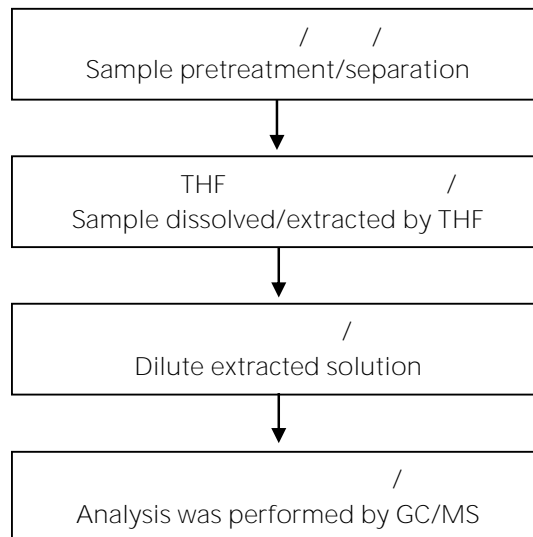 / /
Sample pretreatment/separation
THF /
Sample dissolved/extracted by THF
/
Dilute extracted solution
/
Analysis was performed by GC/MS